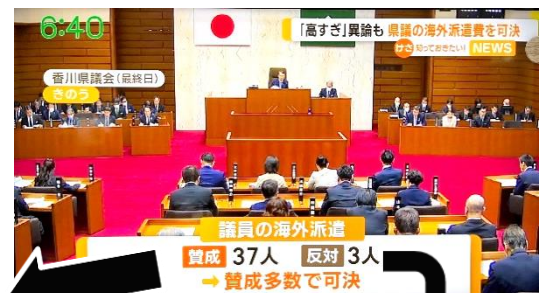 6:40
「高すぎ」異論も 県議の海外派遣費を可決
けさ 知っておきたい! NEWS
香川県議会(最終日)
きのう
議員の海外派遣
賛成 37人 反対 3人
→賛成多数で可決